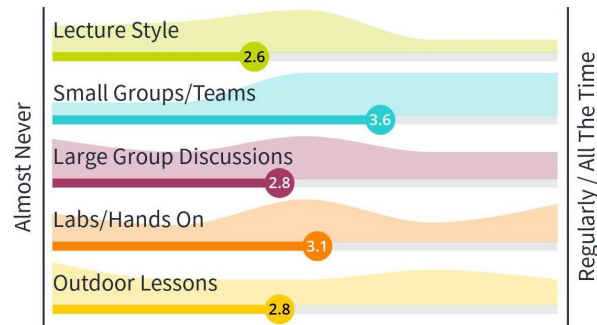 Almost Never
Lecture Style
2.6
Small Groups/Teams
3.6
Large Group Discussions
2.8
Labs/Hands On
3.1
Outdoor Lessons
2.8
Regularly / All The Time